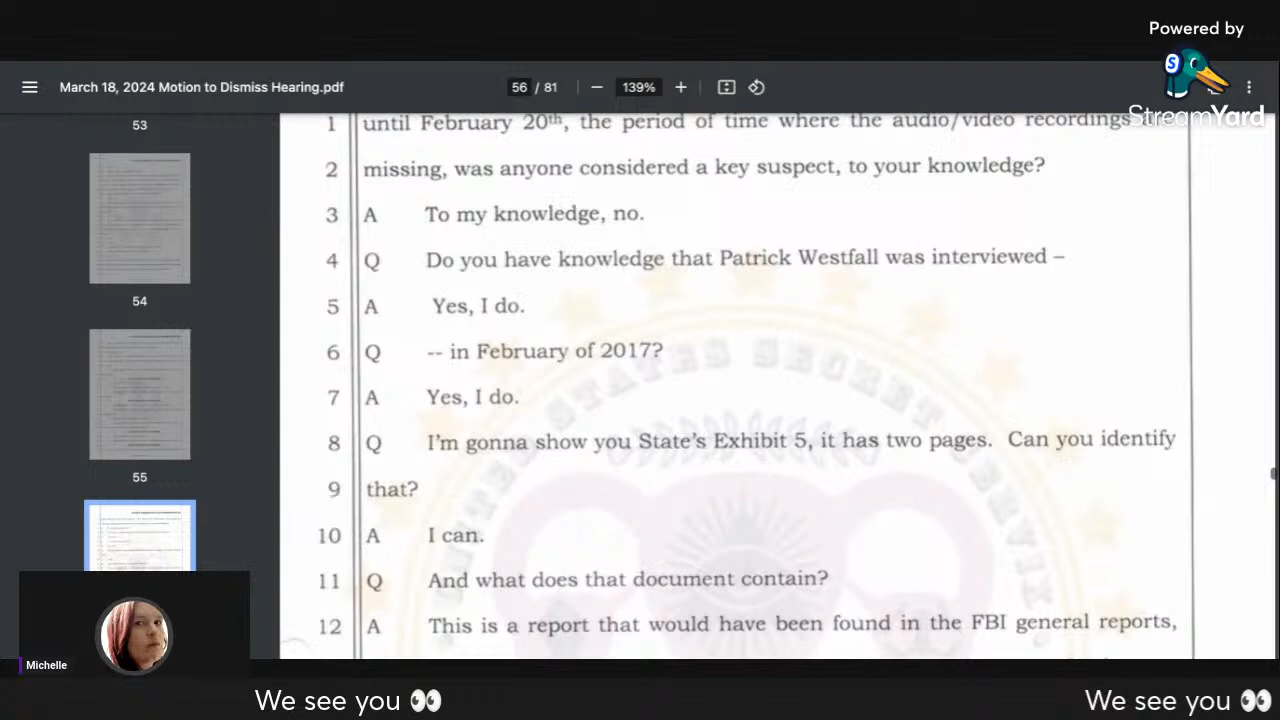 Powered by
StreamYard
March 18, 2024 Motion to Dismiss Hearing.pdf
56 / 81
139%
53
54
55
1 until February 20th, the period of time where the audio/video recordings
2 missing, was anyone considered a key suspect, to your knowledge?
3 A To my knowledge, no.
4 Q Do you have knowledge that Patrick Westfall was interviewed –
5 A Yes, I do.
6 Q -- in February of 2017?
7 A Yes, I do.
8 Q I'm gonna show you State's Exhibit 5, it has two pages. Can you identify
9 that?
10 A I can.
11 Q And what does that document contain?
12 A This is a report that would have been found in the FBI general reports,
Michelle
We see you 👀
We see you 👀